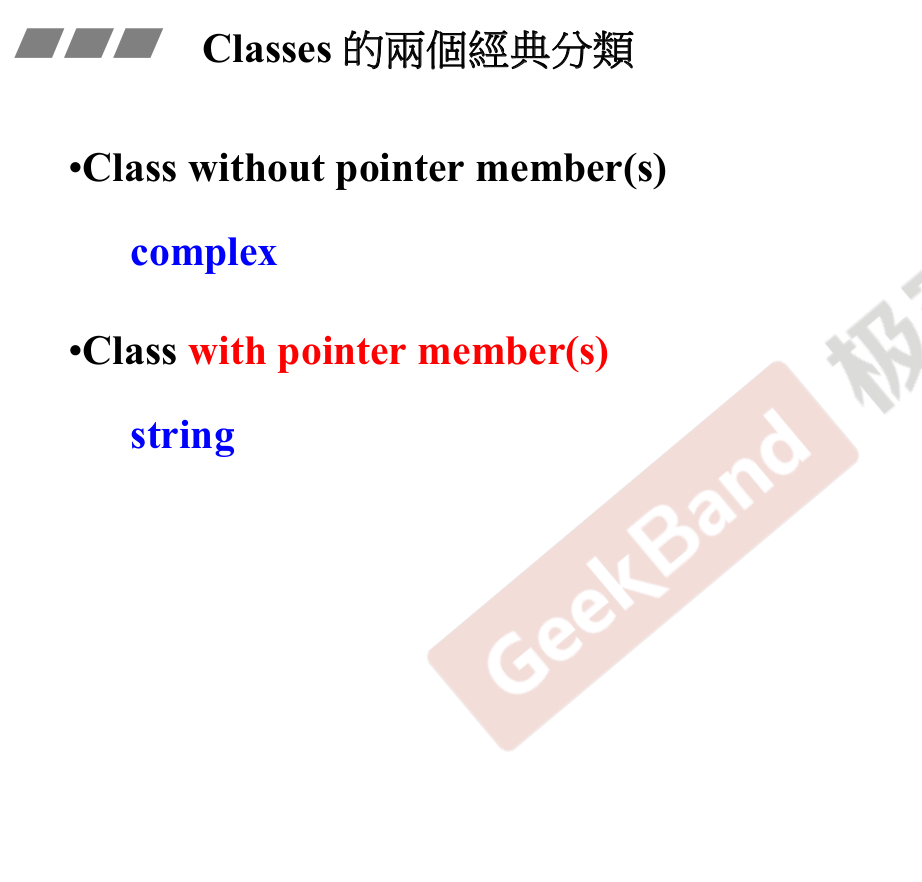 Classes 的兩個經典分類
•Class without pointer member(s)
complex
•Class with pointer member(s)
string
GeekBand
极